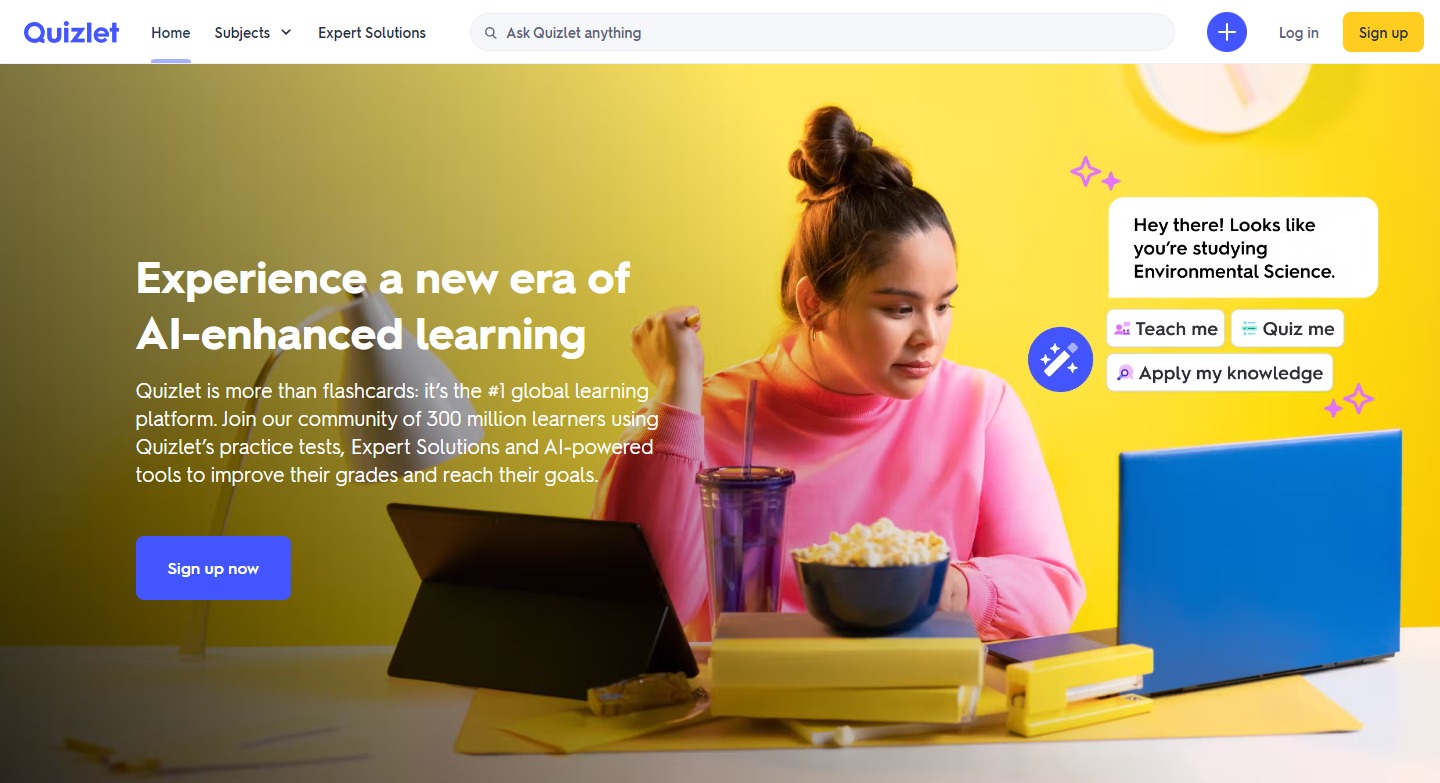 Quizlet
Home
Subjects
Expert Solutions
Ask Quizlet anything
Log in
Sign up
Experience a new era of
AI-enhanced learning
Quizlet is more than flashcards: it's the #1 global learning
platform. Join our community of 300 million learners using
Quizlet's practice tests, Expert Solutions and AI-powered
tools to improve their grades and reach their goals.
Sign up now
Hey there! Looks like
you're studying
Environmental Science.
Teach me
Quiz me
Apply my knowledge